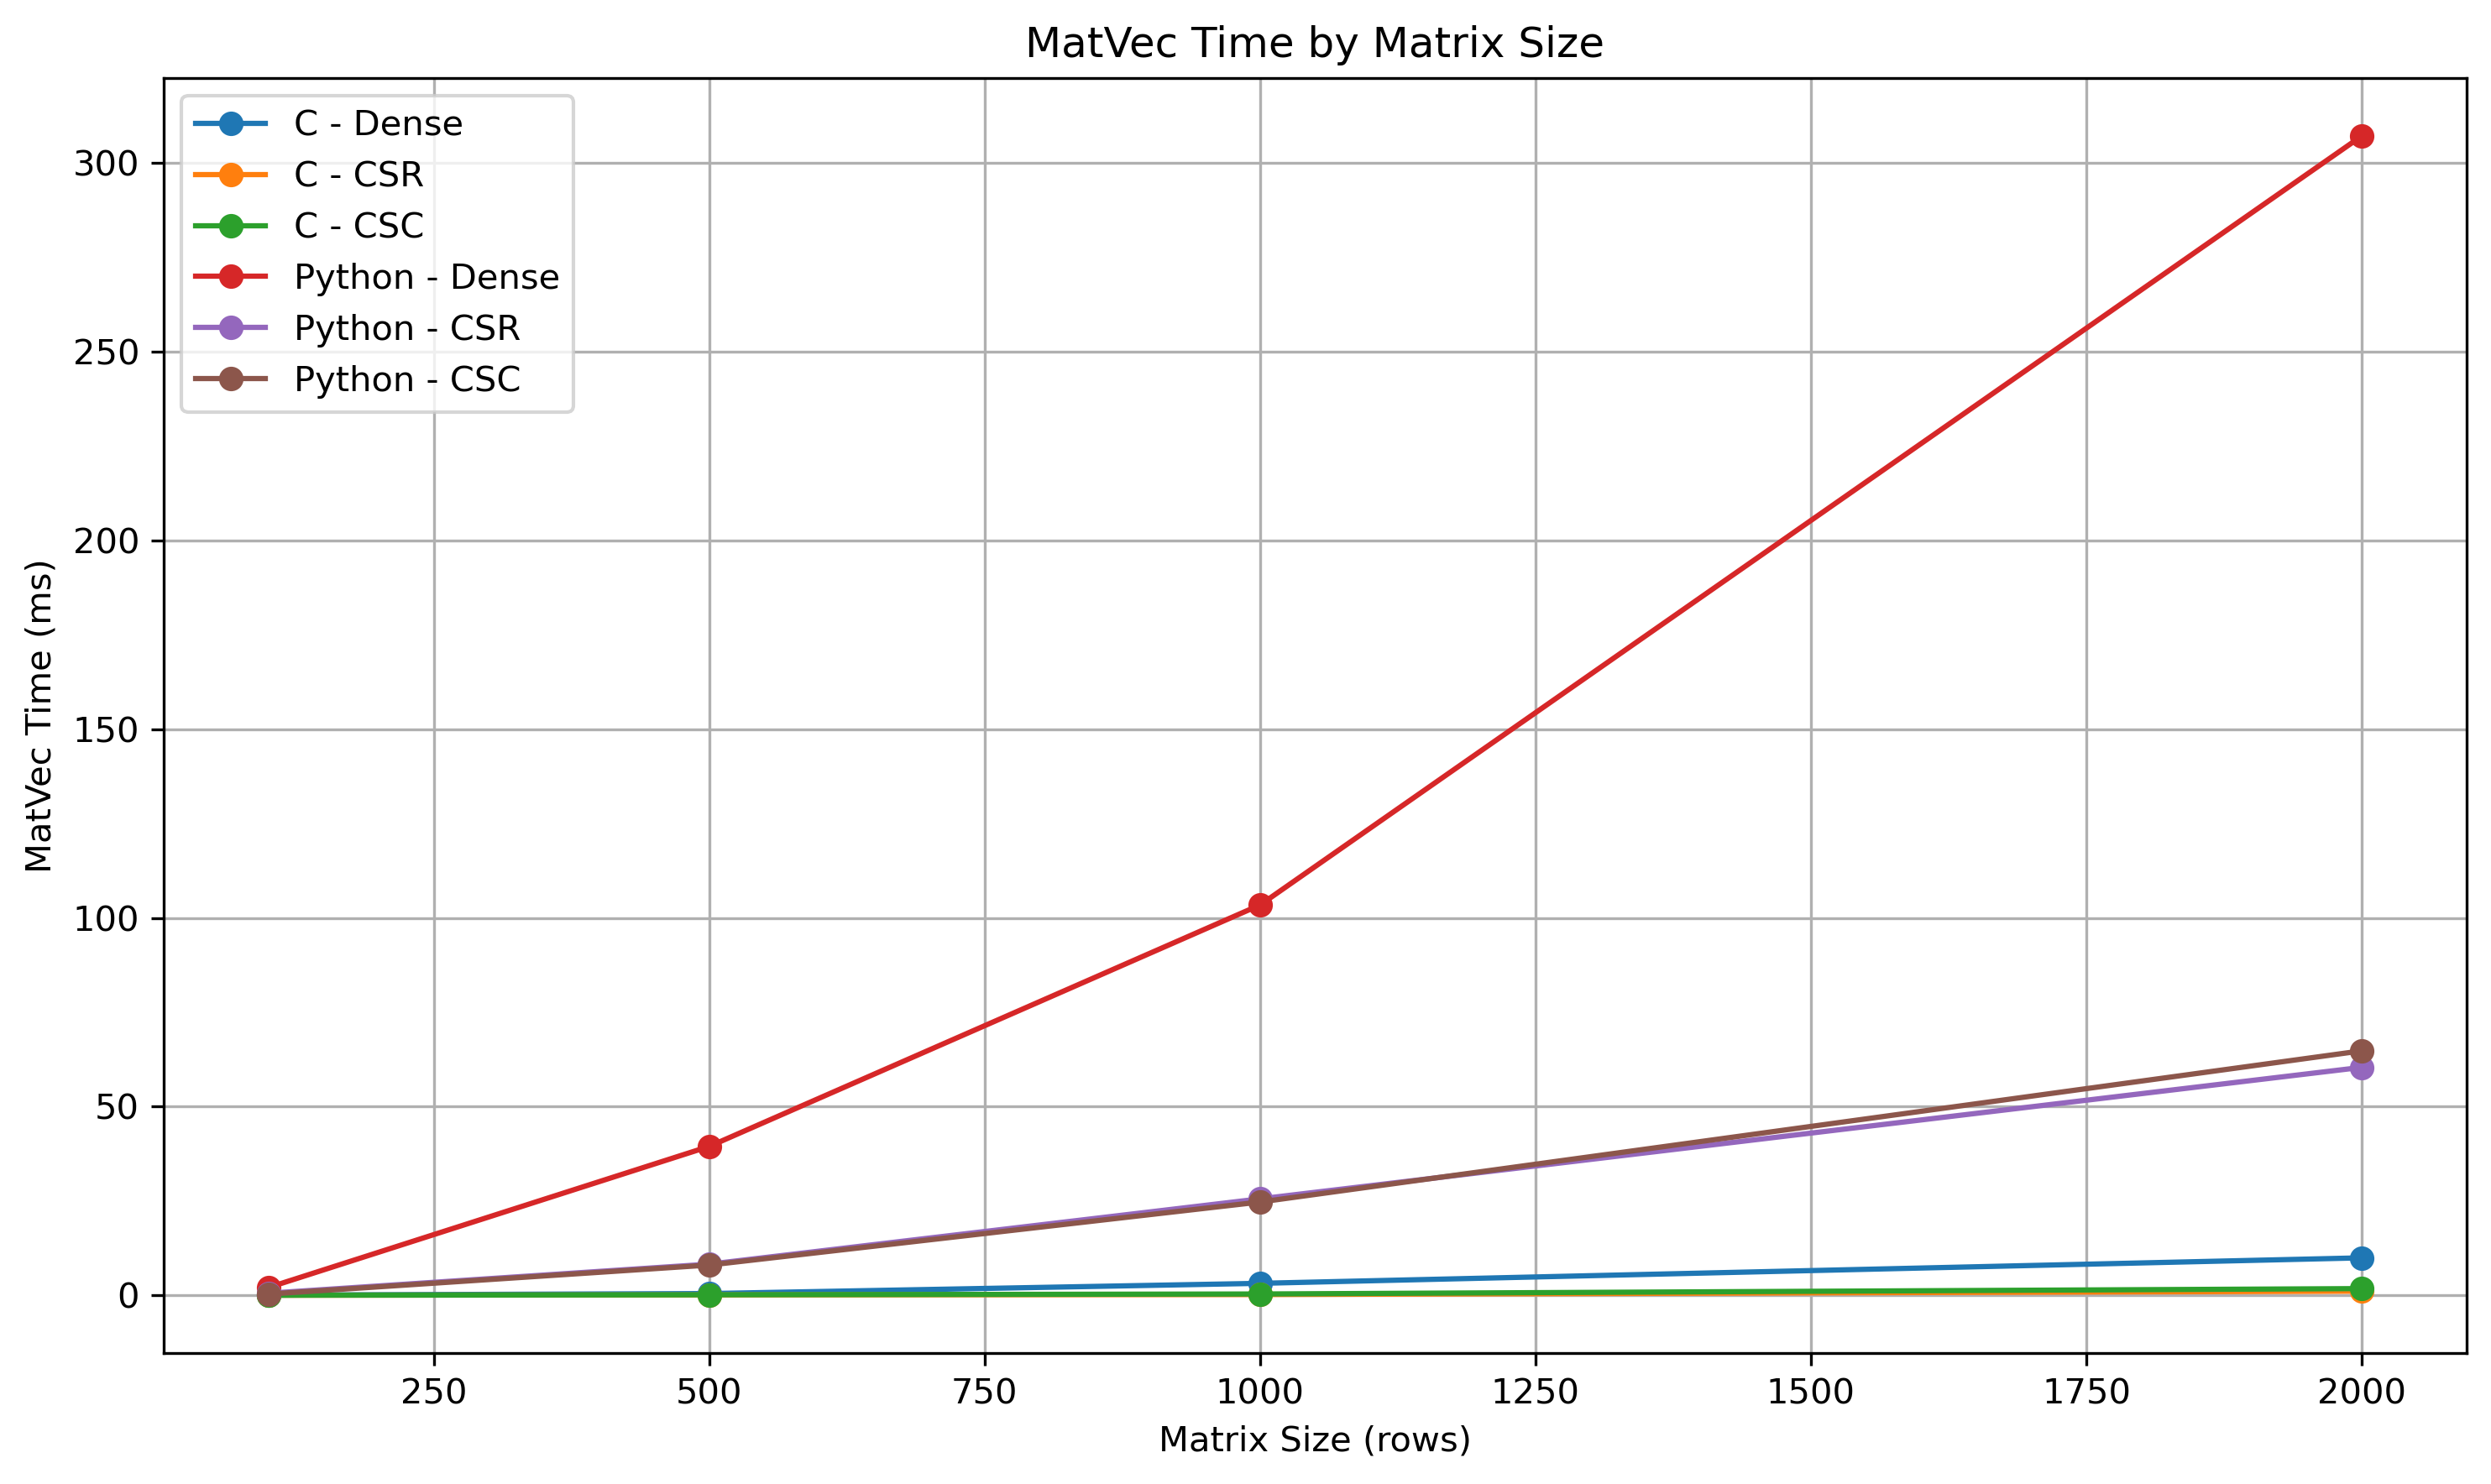 MatVec Time by Matrix Size
C - Dense
C - CSR
C - CSC
Python - Dense
Python - CSR
Python - CSC
MatVec Time (ms)
300
250
200
150
100
50
0
250 500 750 1000 1250 1500 1750 2000
Matrix Size (rows)